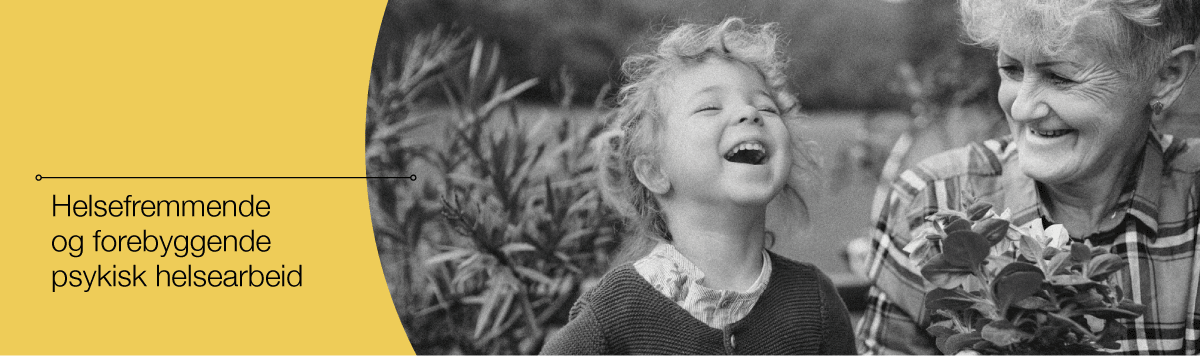 Helsefremmende
og forebyggende
psykisk helsearbeid